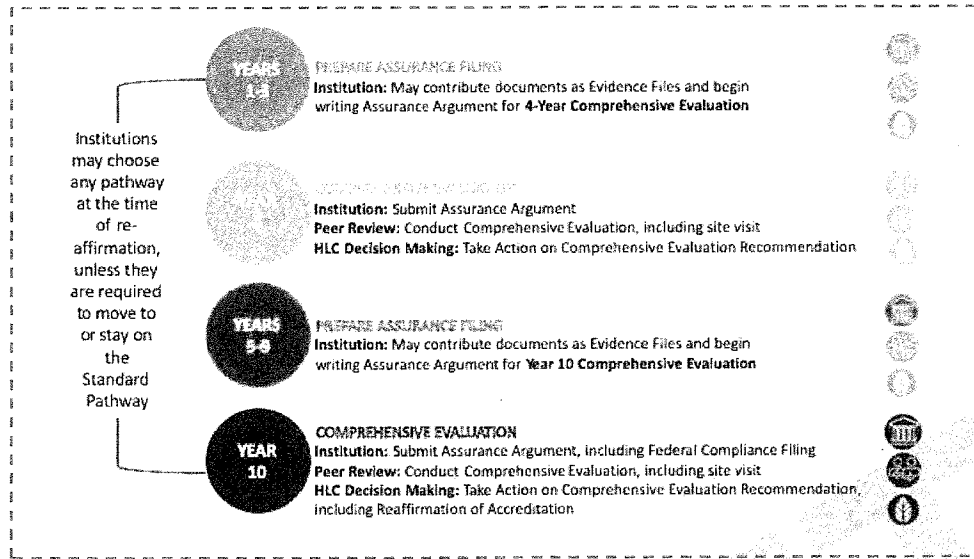 Institutions
may choose
any pathway
at the time
of re-
affirmation,
unless they
are required
to move to
or stay on
the
Standard
Pathway
YEARS
1-3
PREPARE ASSURANCE FILING
Institution: May contribute documents as Evidence Files and begin
writing Assurance Argument for 4-Year Comprehensive Evaluation
Institution: Submit Assurance Argument
Peer Review: Conduct Comprehensive Evaluation, including site visit
HLC Decision Making: Take Action on Comprehensive Evaluation Recommendation
YEARS
PREPARE ASSURANCE FILING
Institution: May contribute documents as Evidence Files and begin
writing Assurance Argument for Year 10 Comprehensive Evaluation
YEAR
10
COMPREHENSIVE EVALUATION
Institution: Submit Assurance Argument, including Federal Compliance Filing
Peer Review: Conduct Comprehensive Evaluation, including site visit
HLC Decision Making: Take Action on Comprehensive Evaluation Recommendation,
including Reaffirmation of Accreditation